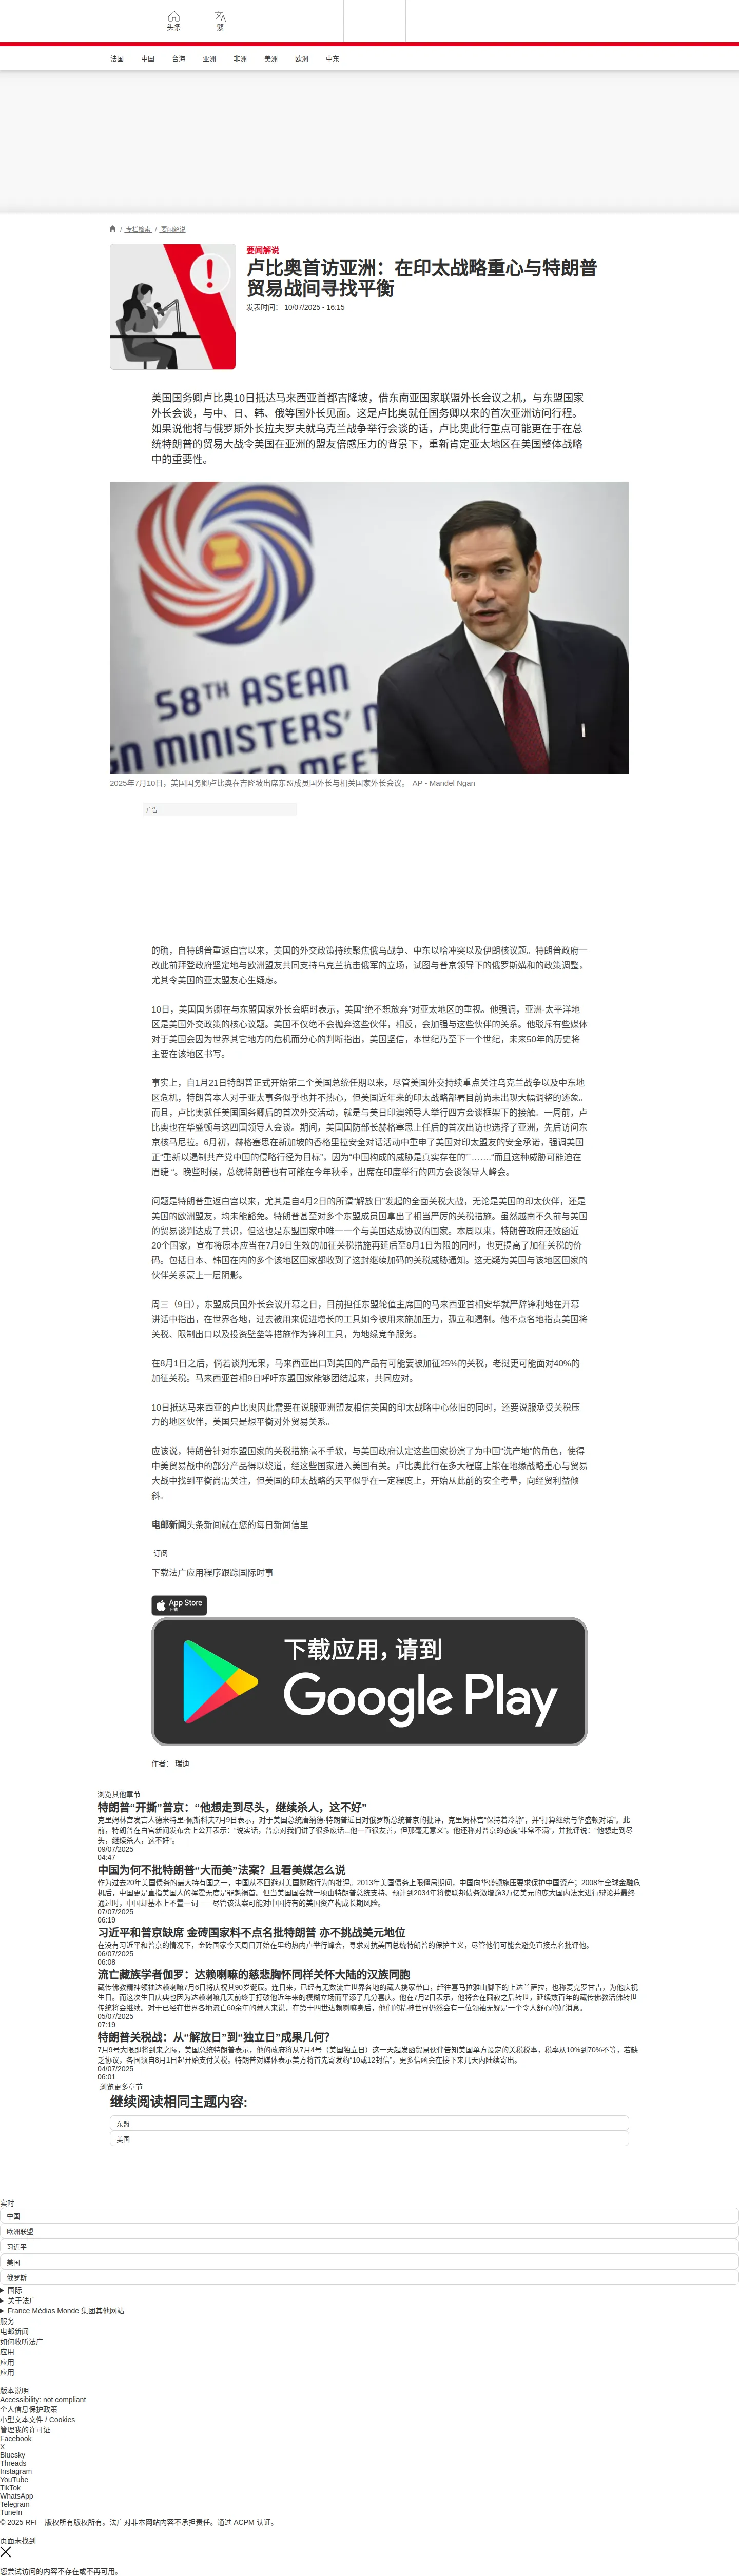 头条
繁
法国
中国
台海
亚洲
非洲
美洲
欧洲
中东
/ 专栏检索 / 要闻解说
要闻解说
卢比奥首访亚洲：在印太战略重心与特朗普
贸易战间寻找平衡
发表时间： 10/07/2025 - 16:15
美国国务卿卢比奥10日抵达马来西亚首都吉隆坡，借东南亚国家联盟外长会议之机，与东盟国家
外长会谈，与中、日、韩、俄等国外长见面。这是卢比奥就任国务卿以来的首次亚洲访问行程。
如果说他将与俄罗斯外长拉夫罗夫就乌克兰战争举行会谈的话，卢比奥此行重点可能更在于在总
统特朗普的贸易大战令美国在亚洲的盟友倍感压力的背景下，重新肯定亚太地区在美国整体战略
中的重要性。
58TH ASEAN
GN MINISTERS'
MEET
2025年7月10日，美国国务卿卢比奥在吉隆坡出席东盟成员国外长与相关国家外长会议。 AP - Mandel Ngan
广告
的确，自特朗普重返白宫以来，美国的外交政策持续聚焦俄乌战争、中东以哈冲突以及伊朗核议题。特朗普政府一
改此前拜登政府坚定地与欧洲盟友共同支持乌克兰抗击俄军的立场，试图与普京领导下的俄罗斯媾和的政策调整，
尤其令美国的亚太盟友心生疑虑。
10日，美国国务卿在与东盟国家外长会晤时表示，美国“绝不想放弃”对亚太地区的重视。他强调，亚洲-太平洋地
区是美国外交政策的核心议题。美国不仅绝不会抛弃这些伙伴，相反，会加强与这些伙伴的关系。他驳斥有些媒体
对于美国会因为世界其它地方的危机而分心的判断指出，美国坚信，本世纪乃至下一个世纪，未来50年的历史将
主要在该地区书写。
事实上，自1月21日特朗普正式开始第二个美国总统任期以来，尽管美国外交持续重点关注乌克兰战争以及中东地
区危机，特朗普本人对于亚太事务似乎也并不热心，但美国近年来的印太战略部署目前尚未出现大幅调整的迹象。
而且，卢比奥就任美国国务卿后的首次外交活动，就是与美日印澳领导人举行四方会谈框架下的接触。一周前，卢
比奥也在华盛顿与这四国领导人会谈。期间，美国国防部长赫格塞思上任后的首次出访也选择了亚洲，先后访问东
京核马尼拉。6月初，赫格塞思在新加坡的香格里拉安全对话活动中重申了美国对印太盟友的安全承诺，强调美国
正“重新以遏制共产党中国的侵略行径为目标”，因为“中国构成的威胁是真实存在的”¨…….“而且这种威胁可能迫在
眉睫 “。晚些时候，总统特朗普也有可能在今年秋季，出席在印度举行的四方会谈领导人峰会。
问题是特朗普重返白宫以来，尤其是自4月2日的所谓“解放日”发起的全面关税大战，无论是美国的印太伙伴，还是
美国的欧洲盟友，均未能豁免。特朗普甚至对多个东盟成员国拿出了相当严厉的关税措施。虽然越南不久前与美国
的贸易谈判达成了共识，但这也是东盟国家中唯一一个与美国达成协议的国家。本周以来，特朗普政府还致函近
20个国家，宣布将原本应当在7月9日生效的加征关税措施再延后至8月1日为限的同时，也更提高了加征关税的价
码。包括日本、韩国在内的多个该地区国家都收到了这封继续加码的关税威胁通知。这无疑为美国与该地区国家的
伙伴关系蒙上一层阴影。
周三（9日），东盟成员国外长会议开幕之日，目前担任东盟轮值主席国的马来西亚首相安华就严辞锋利地在开幕
讲话中指出，在世界各地，过去被用来促进增长的工具如今被用来施加压力，孤立和遏制。他不点名地指责美国将
关税、限制出口以及投资壁垒等措施作为锋利工具，为地缘竞争服务。
在8月1日之后，倘若谈判无果，马来西亚出口到美国的产品有可能要被加征25%的关税，老挝更可能面对40%的
加征关税。马来西亚首相9日呼吁东盟国家能够团结起来，共同应对。
10日抵达马来西亚的卢比奥因此需要在说服亚洲盟友相信美国的印太战略中心依旧的同时，还要说服承受关税压
力的地区伙伴，美国只是想平衡对外贸易关系。
应该说，特朗普针对东盟国家的关税措施毫不手软，与美国政府认定这些国家扮演了为中国“洗产地”的角色，使得
中美贸易战中的部分产品得以绕道，经这些国家进入美国有关。卢比奥此行在多大程度上能在地缘战略重心与贸易
大战中找到平衡尚需关注，但美国的印太战略的天平似乎在一定程度上，开始从此前的安全考量，向经贸利益倾
斜。
电邮新闻头条新闻就在您的每日新闻信里
订阅
下载法广应用程序跟踪国际时事
App Store
下载
下载应用，请到
Google Play
作者： 瑞迪
浏览其他章节
特朗普“开撕”普京：“他想走到尽头，继续杀人，这不好”
克里姆林宫发言人德米特里·佩斯科夫7月9日表示，对于美国总统唐纳德·特朗普近日对俄罗斯总统普京的批评，克里姆林宫“保持着冷静”，并“打算继续与华盛顿对话”。此
前，特朗普在白宫新闻发布会上公开表示：“说实话，普京对我们讲了很多废话...他一直很友善，但那毫无意义”。他还称对普京的态度“非常不满”，并批评说：“他想走到尽
头，继续杀人，这不好”。
09/07/2025
04:47
中国为何不批特朗普“大而美”法案？且看美媒怎么说
作为过去20年美国债务的最大持有国之一，中国从不回避对美国财政行为的批评。2013年美国债务上限僵局期间，中国向华盛顿施压要求保护中国资产；2008年全球金融危
机后，中国更是直指美国人的挥霍无度是罪魁祸首。但当美国国会就一项由特朗普总统支持、预计到2034年将使联邦债务激增逾3万亿美元的庞大国内法案进行辩论并最终
通过时，中国却基本上不置一词——尽管该法案可能对中国持有的美国资产构成长期风险。
07/07/2025
06:19
习近平和普京缺席 金砖国家料不点名批特朗普 亦不挑战美元地位
在没有习近平和普京的情况下，金砖国家今天周日开始在里约热内卢举行峰会，寻求对抗美国总统特朗普的保护主义，尽管他们可能会避免直接点名批评他。
06/07/2025
06:08
流亡藏族学者伽罗：达赖喇嘛的慈悲胸怀同样关怀大陆的汉族同胞
藏传佛教精神领袖达赖喇嘛7月6日将庆祝其90岁诞辰。连日来，已经有无数流亡世界各地的藏人携家带口，赶往喜马拉雅山脚下的上达兰萨拉，也称麦克罗甘吉，为他庆祝
生日。而这次生日庆典也因为达赖喇嘛几天前终于打破他近年来的模糊立场而平添了几分喜庆。他在7月2日表示，他将会在圆寂之后转世，延续数百年的藏传佛教活佛转世
传统将会继续。对于已经在世界各地流亡60余年的藏人来说，在第十四世达赖喇嘛身后，他们的精神世界仍然会有一位领袖无疑是一个令人舒心的好消息。
05/07/2025
07:19
特朗普关税战：从“解放日”到“独立日”成果几何？
7月9号大限即将到来之际，美国总统特朗普表示，他的政府将从7月4号（美国独立日）这一天起发函贸易伙伴告知美国单方设定的关税税率，税率从10%到70%不等，若缺
乏协议，各国须自8月1日起开始支付关税。特朗普对媒体表示美方将首先寄发约"10或12封信"，更多信函会在接下来几天内陆续寄出。
04/07/2025
06:01
浏览更多章节
继续阅读相同主题内容:
东盟
美国
实时
中国
欧洲联盟
习近平
美国
俄罗斯
国际
关于法广
France Médias Monde 集团其他网站
服务
电邮新闻
如何收听法广
应用
应用
应用
版本说明
Accessibility: not compliant
个人信息保护政策
小型文本文件 / Cookies
管理我的许可证
Facebook
X
Bluesky
Threads
Instagram
YouTube
TikTok
WhatsApp
Telegram
TuneIn
© 2025 RFI – 版权所有版权所有。法广对非本网站内容不承担责任。通过 ACPM 认证。
页面未找到
您尝试访问的内容不存在或不再可用。